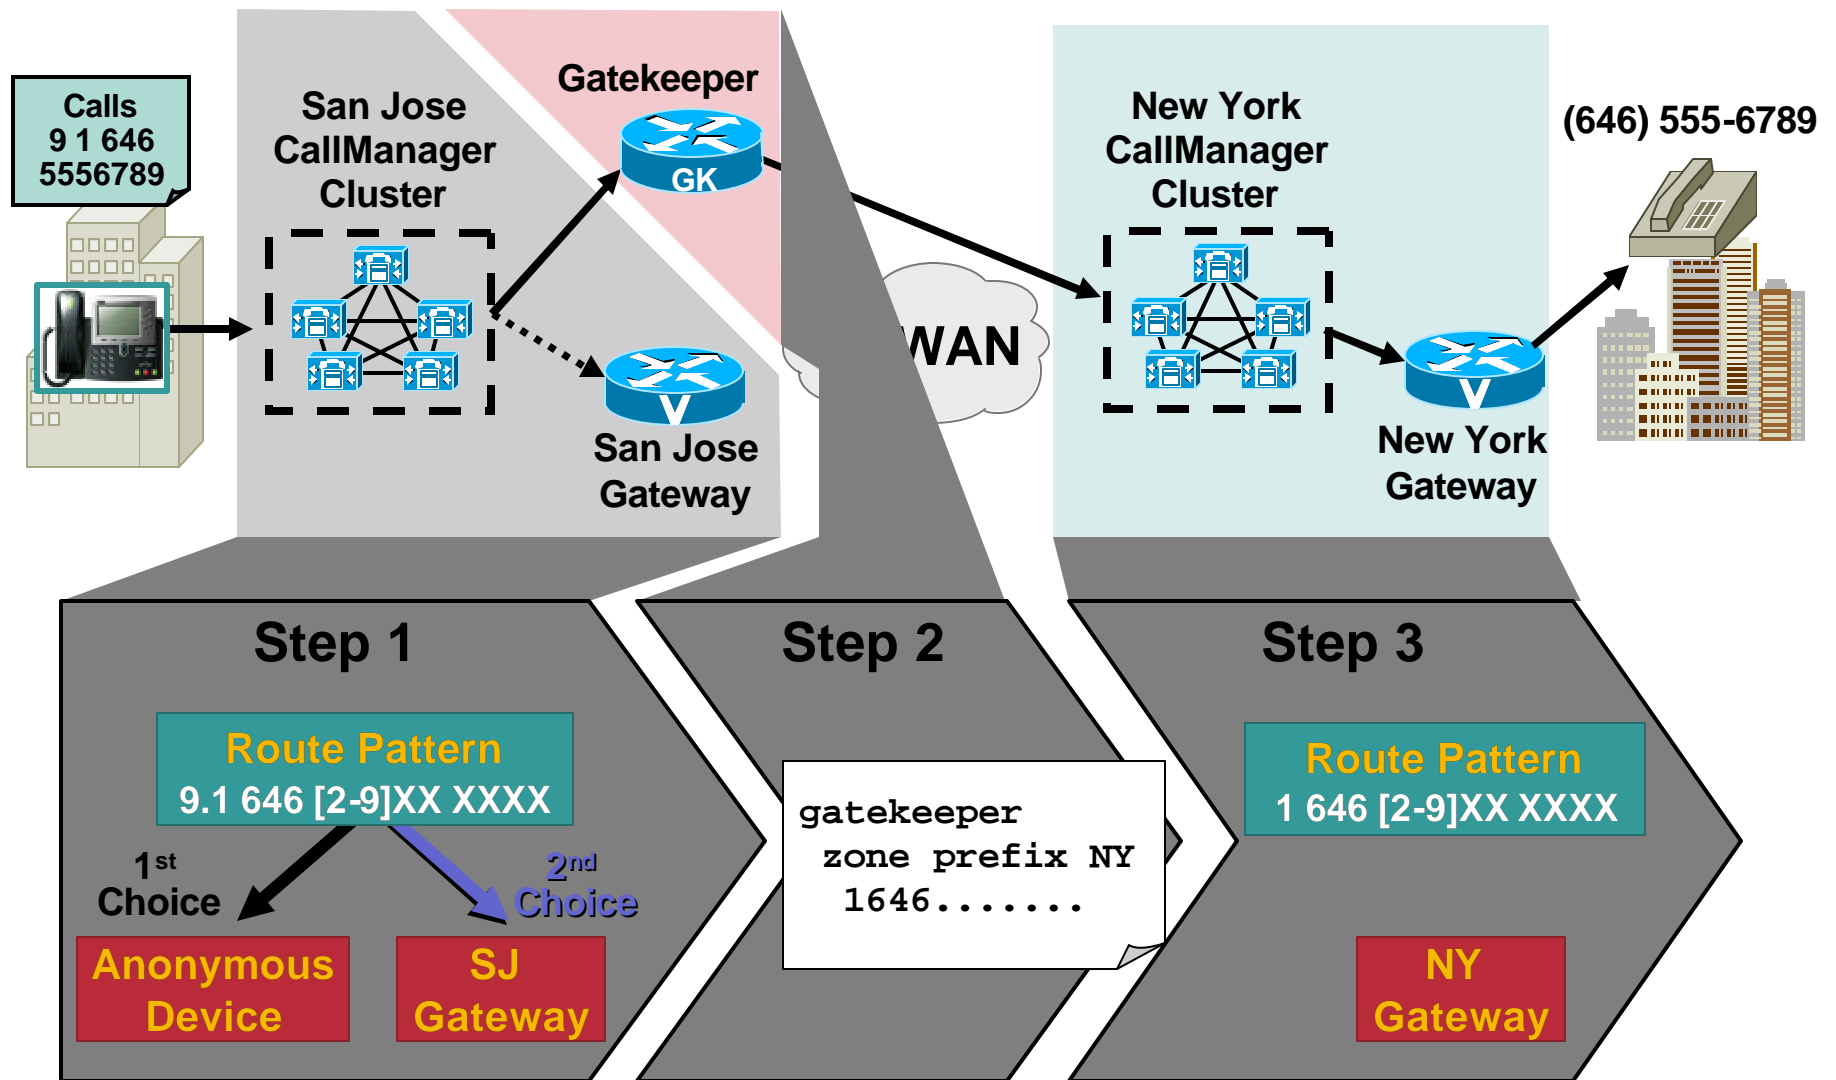 Calls
9 1 646
5556789
San Jose
CallManager
Cluster
Gatekeeper
GK
V
San Jose
Gateway
WAN
New York
CallManager
Cluster
V
New York
Gateway
(646) 555-6789
Step 1
Route Pattern
9.1 646 [2-9]XX XXXX
1st
Choice
2nd
Choice
Anonymous
Device
SJ
Gateway
Step 2
gatekeeper
zone prefix NY
1646.......
Step 3
Route Pattern
1 646 [2-9]XX XXXX
NY
Gateway